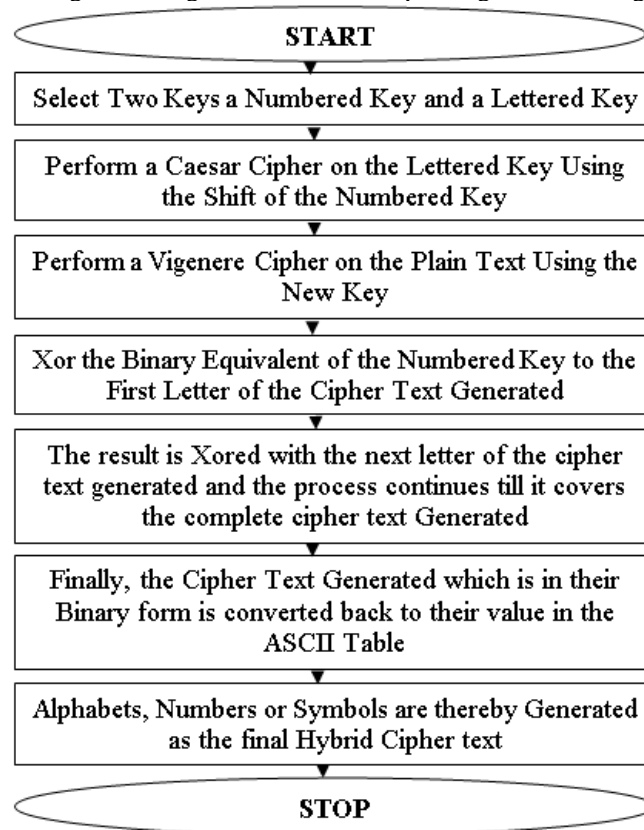 START
Select Two Keys a Numbered Key and a Lettered Key
Perform a Caesar Cipher on the Lettered Key Using
the Shift of the Numbered Key
Perform a Vigenere Cipher on the Plain Text Using the
New Key
Xor the Binary Equivalent of the Numbered Key to the
First Letter of the Cipher Text Generated
The result is Xored with the next letter of the cipher
text generated and the process continues till it covers
the complete cipher text Generated
Finally, the Cipher Text Generated which is in their
Binary form is converted back to their value in the
ASCII Table
Alphabets, Numbers or Symbols are thereby Generated
as the final Hybrid Cipher text
STOP